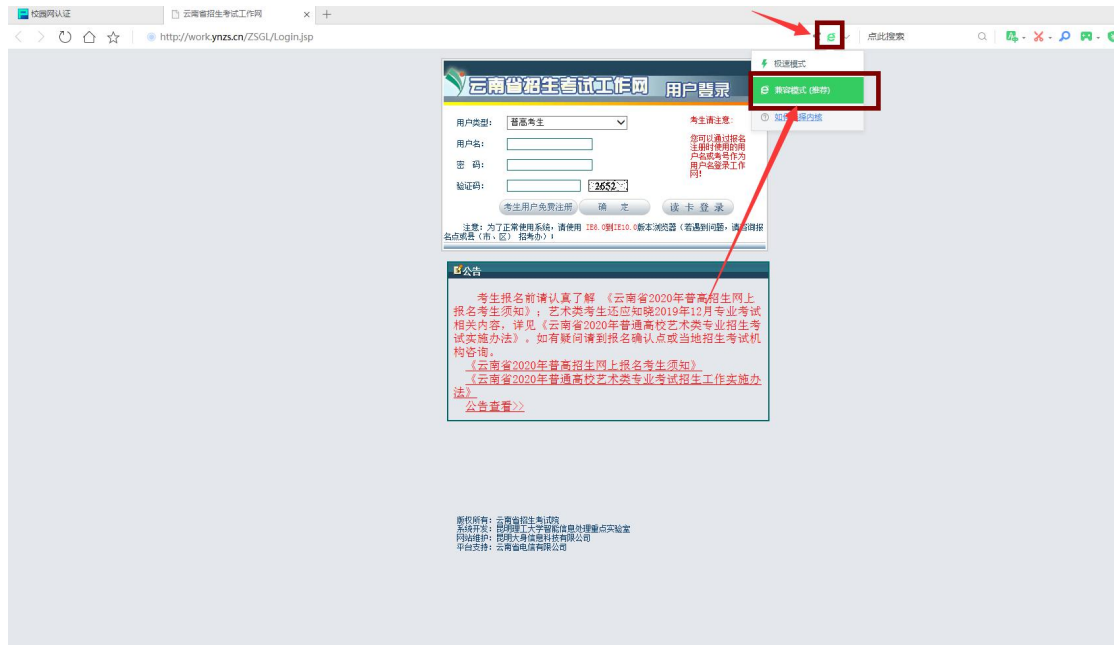 校园网认证
云南省招生考试工作网
http://work.ynzs.cn/ZSGL/Login.jsp
点此搜索
极速模式
兼容模式(推荐)
云南省招生考试工作网 用户登录
用户类型: 普高考生
考生请注意:
用户名:
您可以通过报名
注册时使用的用
户名或考号作为
用户名登录工作
网!
密 码:
验证码: 2652
考生用户免费注册 确 定 读 卡 登 录
注意: 为了正常使用系统, 请使用 IE6.0到IE10.0版本浏览器 (若遇到问题, 请咨询报
名点或县 (市、区) 招考办) !
公告
考生报名前请认真了解 《云南省2020年普高招生网上
报名考生须知》; 艺术类考生还应知晓2019年12月专业考试
相关内容, 详见《云南省2020年普通高校艺术类专业招生考
试实施办法》。如有疑问请到报名确认点或当地招生考试机
构咨询。
《云南省2020年普高招生网上报名考生须知》
《云南省2020年普通高校艺术类专业考试招生工作实施办
法》
公告查看>>
版权所有: 云南省招生考试院
系统开发: 昆明理工大学智能信息处理重点实验室
网站维护: 昆明大身信息科技有限公司
平台支持: 云南省电信有限公司